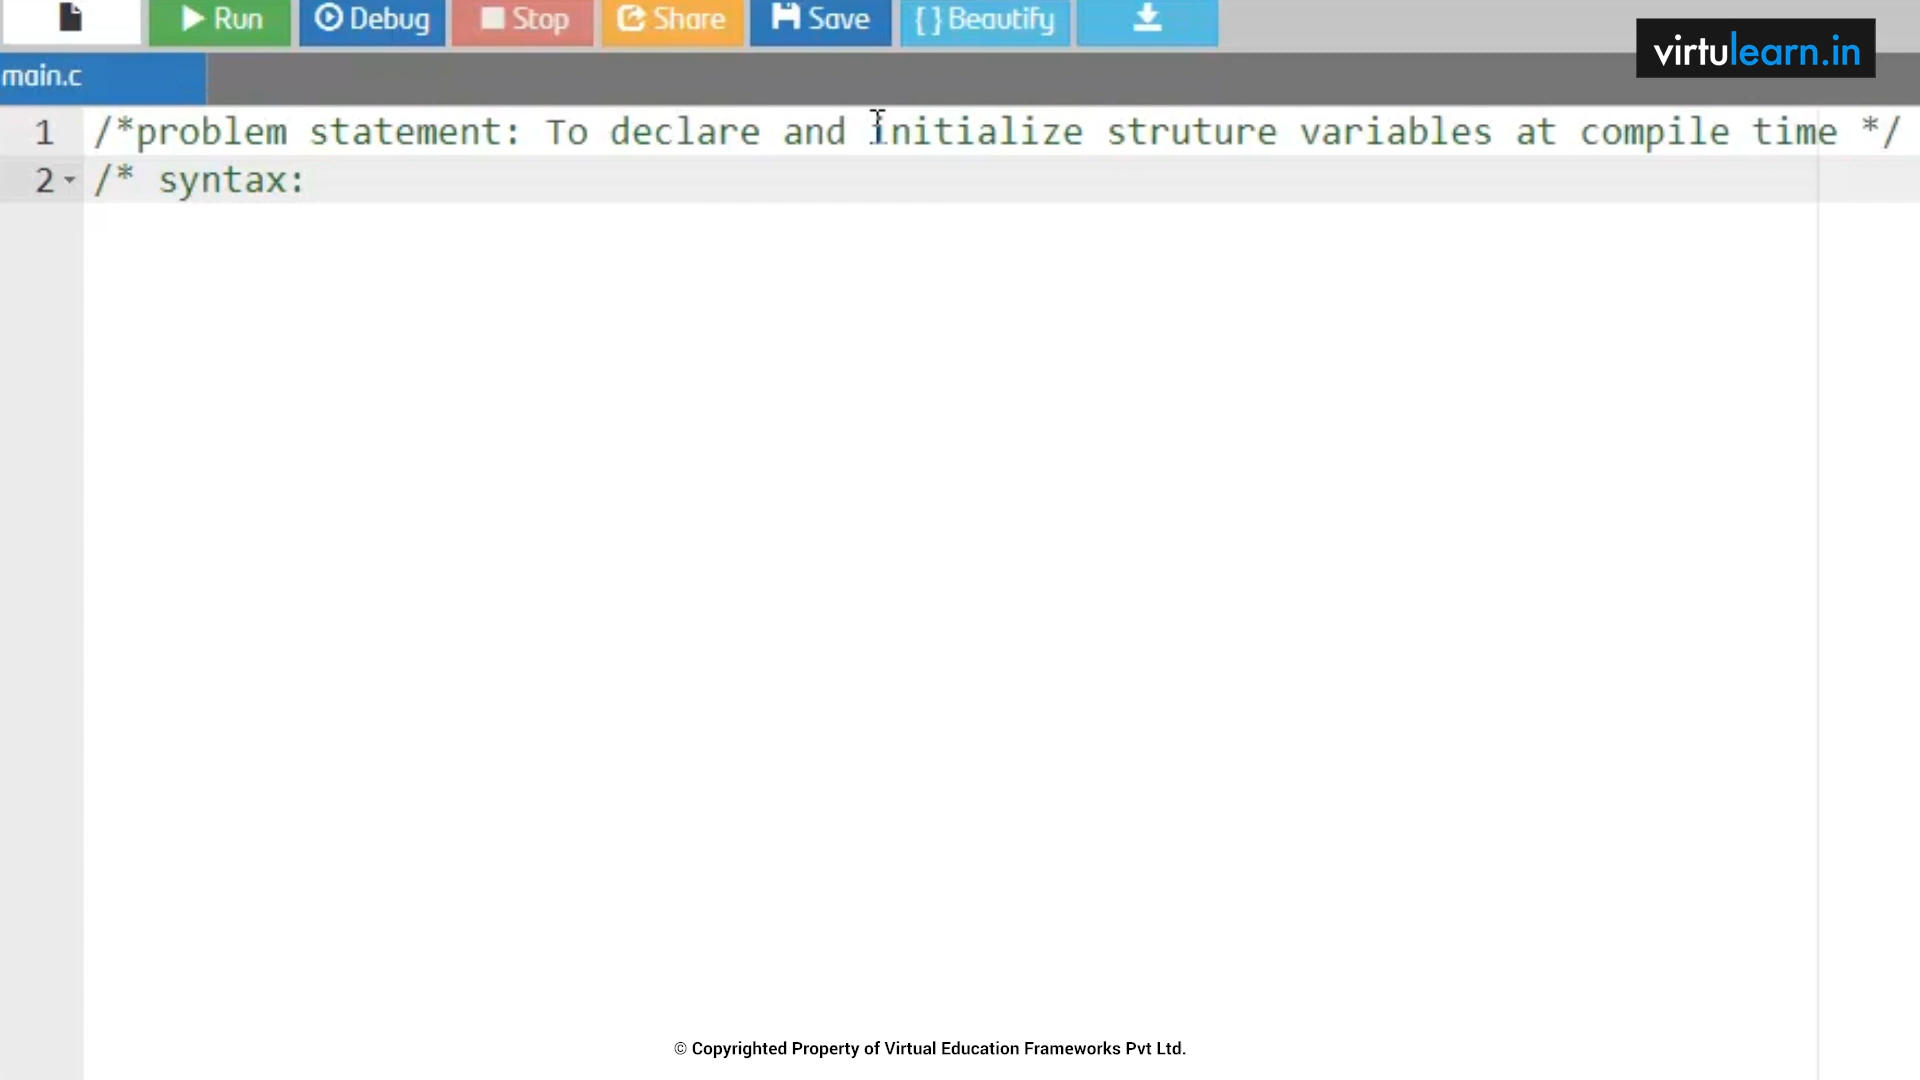 Run Debug Stop Share Save { } Beautify
virtulearn.in
main.c
1 /*problem statement: To declare and initialize struture variables at compile time */
2 /* syntax:
© Copyrighted Property of Virtual Education Frameworks Pvt Ltd.